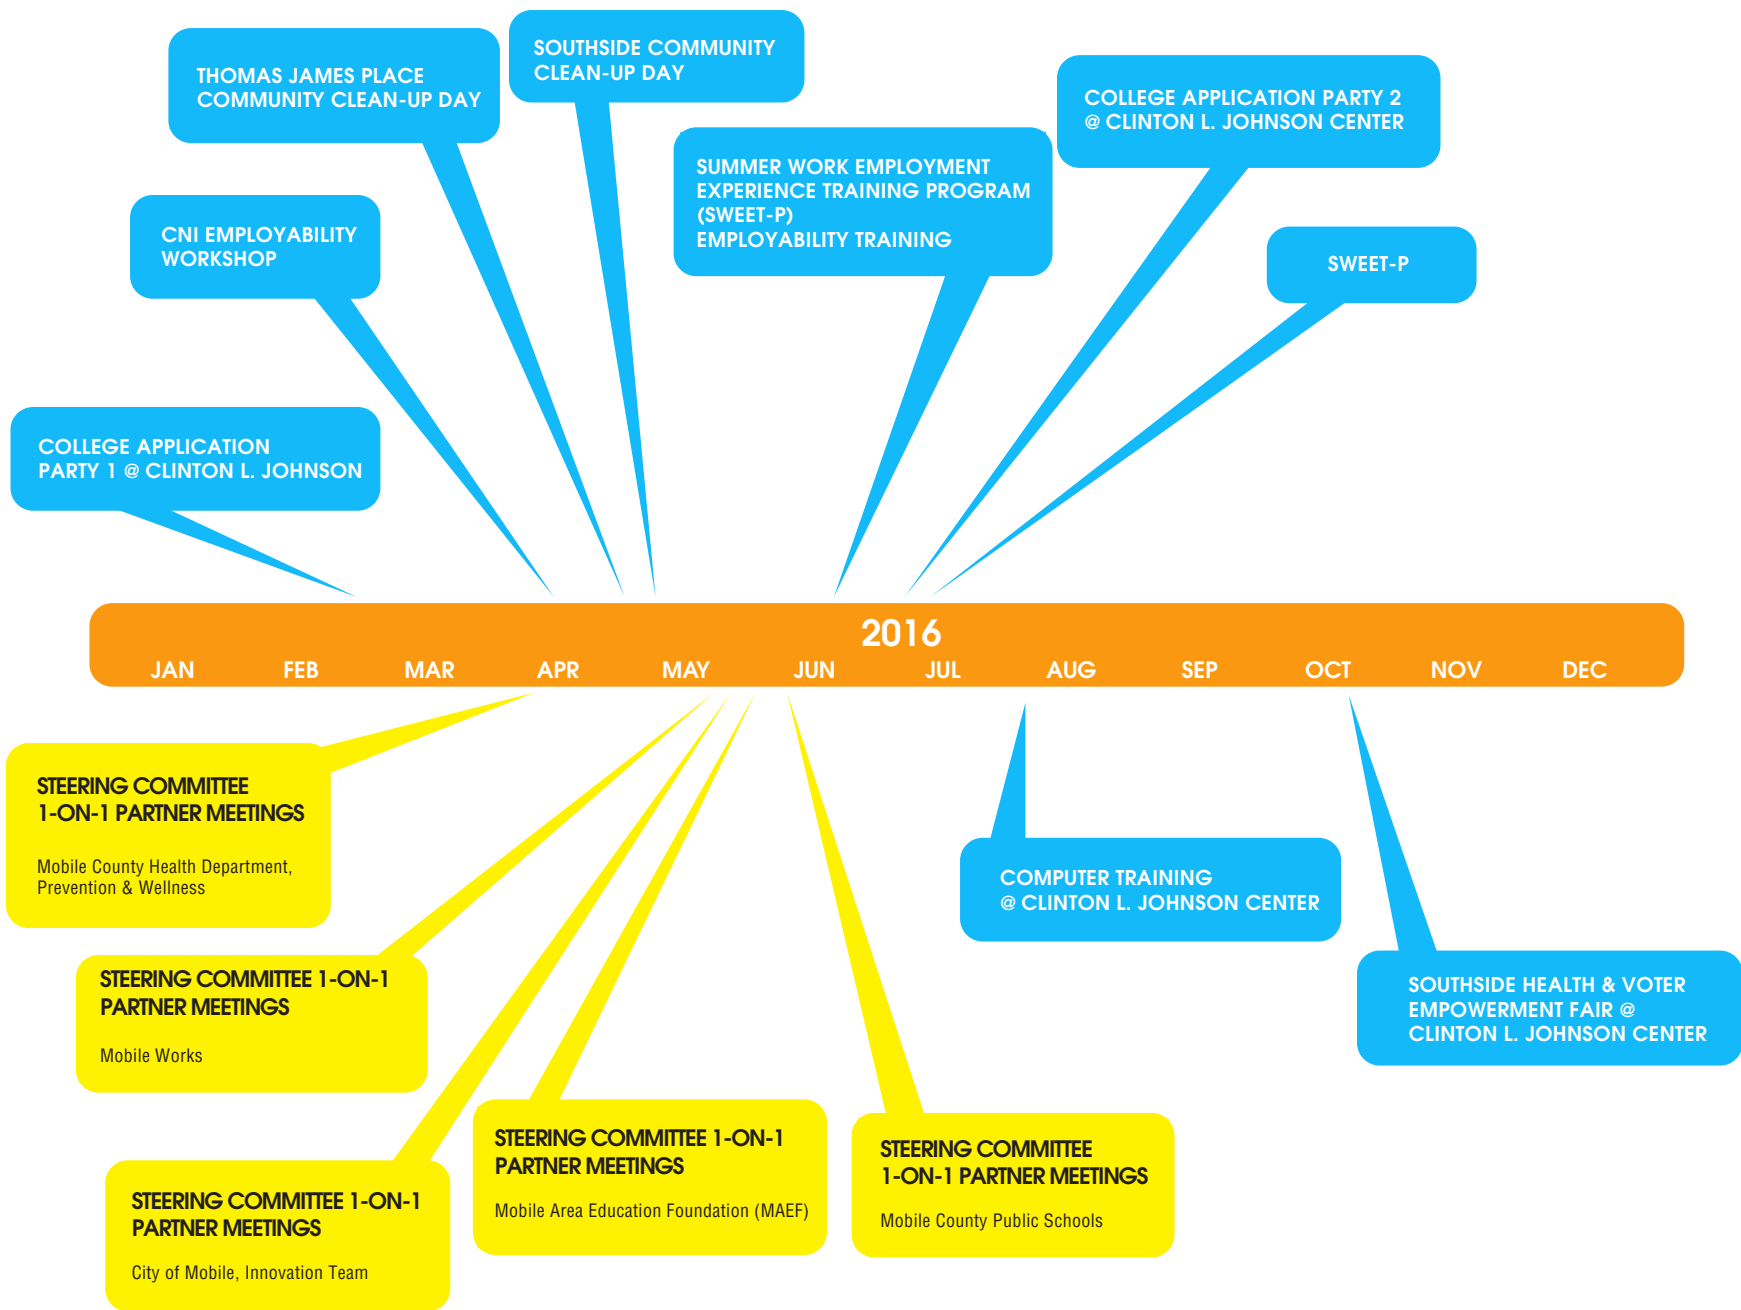 THOMAS JAMES PLACE
COMMUNITY CLEAN-UP DAY
SOUTHSIDE COMMUNITY
CLEAN-UP DAY
COLLEGE APPLICATION PARTY 2
@ CLINTON L. JOHNSON CENTER
SUMMER WORK EMPLOYMENT
EXPERIENCE TRAINING PROGRAM
(SWEET-P)
EMPLOYABILITY TRAINING
CNI EMPLOYABILITY
WORKSHOP
SWEET-P
COLLEGE APPLICATION
PARTY 1 @ CLINTON L. JOHNSON
2016
JAN FEB MAR APR MAY JUN JUL AUG SEP OCT NOV DEC
STEERING COMMITTEE
1-ON-1 PARTNER MEETINGS
Mobile County Health Department,
Prevention & Wellness
STEERING COMMITTEE 1-ON-1
PARTNER MEETINGS
Mobile Works
STEERING COMMITTEE 1-ON-1
PARTNER MEETINGS
City of Mobile, Innovation Team
STEERING COMMITTEE 1-ON-1
PARTNER MEETINGS
Mobile Area Education Foundation (MAEF)
STEERING COMMITTEE
1-ON-1 PARTNER MEETINGS
Mobile County Public Schools
COMPUTER TRAINING
@ CLINTON L. JOHNSON CENTER
SOUTHSIDE HEALTH & VOTER
EMPOWERMENT FAIR @
CLINTON L. JOHNSON CENTER